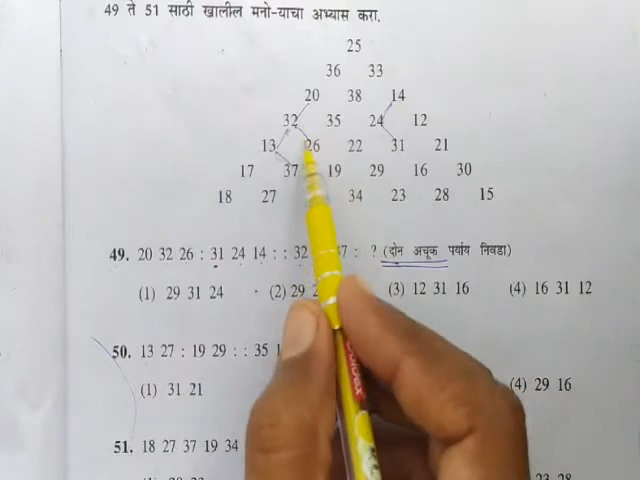 49 ते 51 साठी खालील मनो-याचा अभ्यास करा.
25
36 33
20 38 14
32 35 24 12
13 26 22 31 21
17 37 19 29 16 30
18 27 34 23 28 15
49. 20 32 26 : 31 24 14 : : 32 37 : ? (दोन अचूक पर्याय निवडा)
(1) 29 31 24 (2) 29 (3) 12 31 16 (4) 16 31 12
50. 13 27 : 19 29 : : 35
(1) 31 21 (4) 29 16
51. 18 27 37 19 34